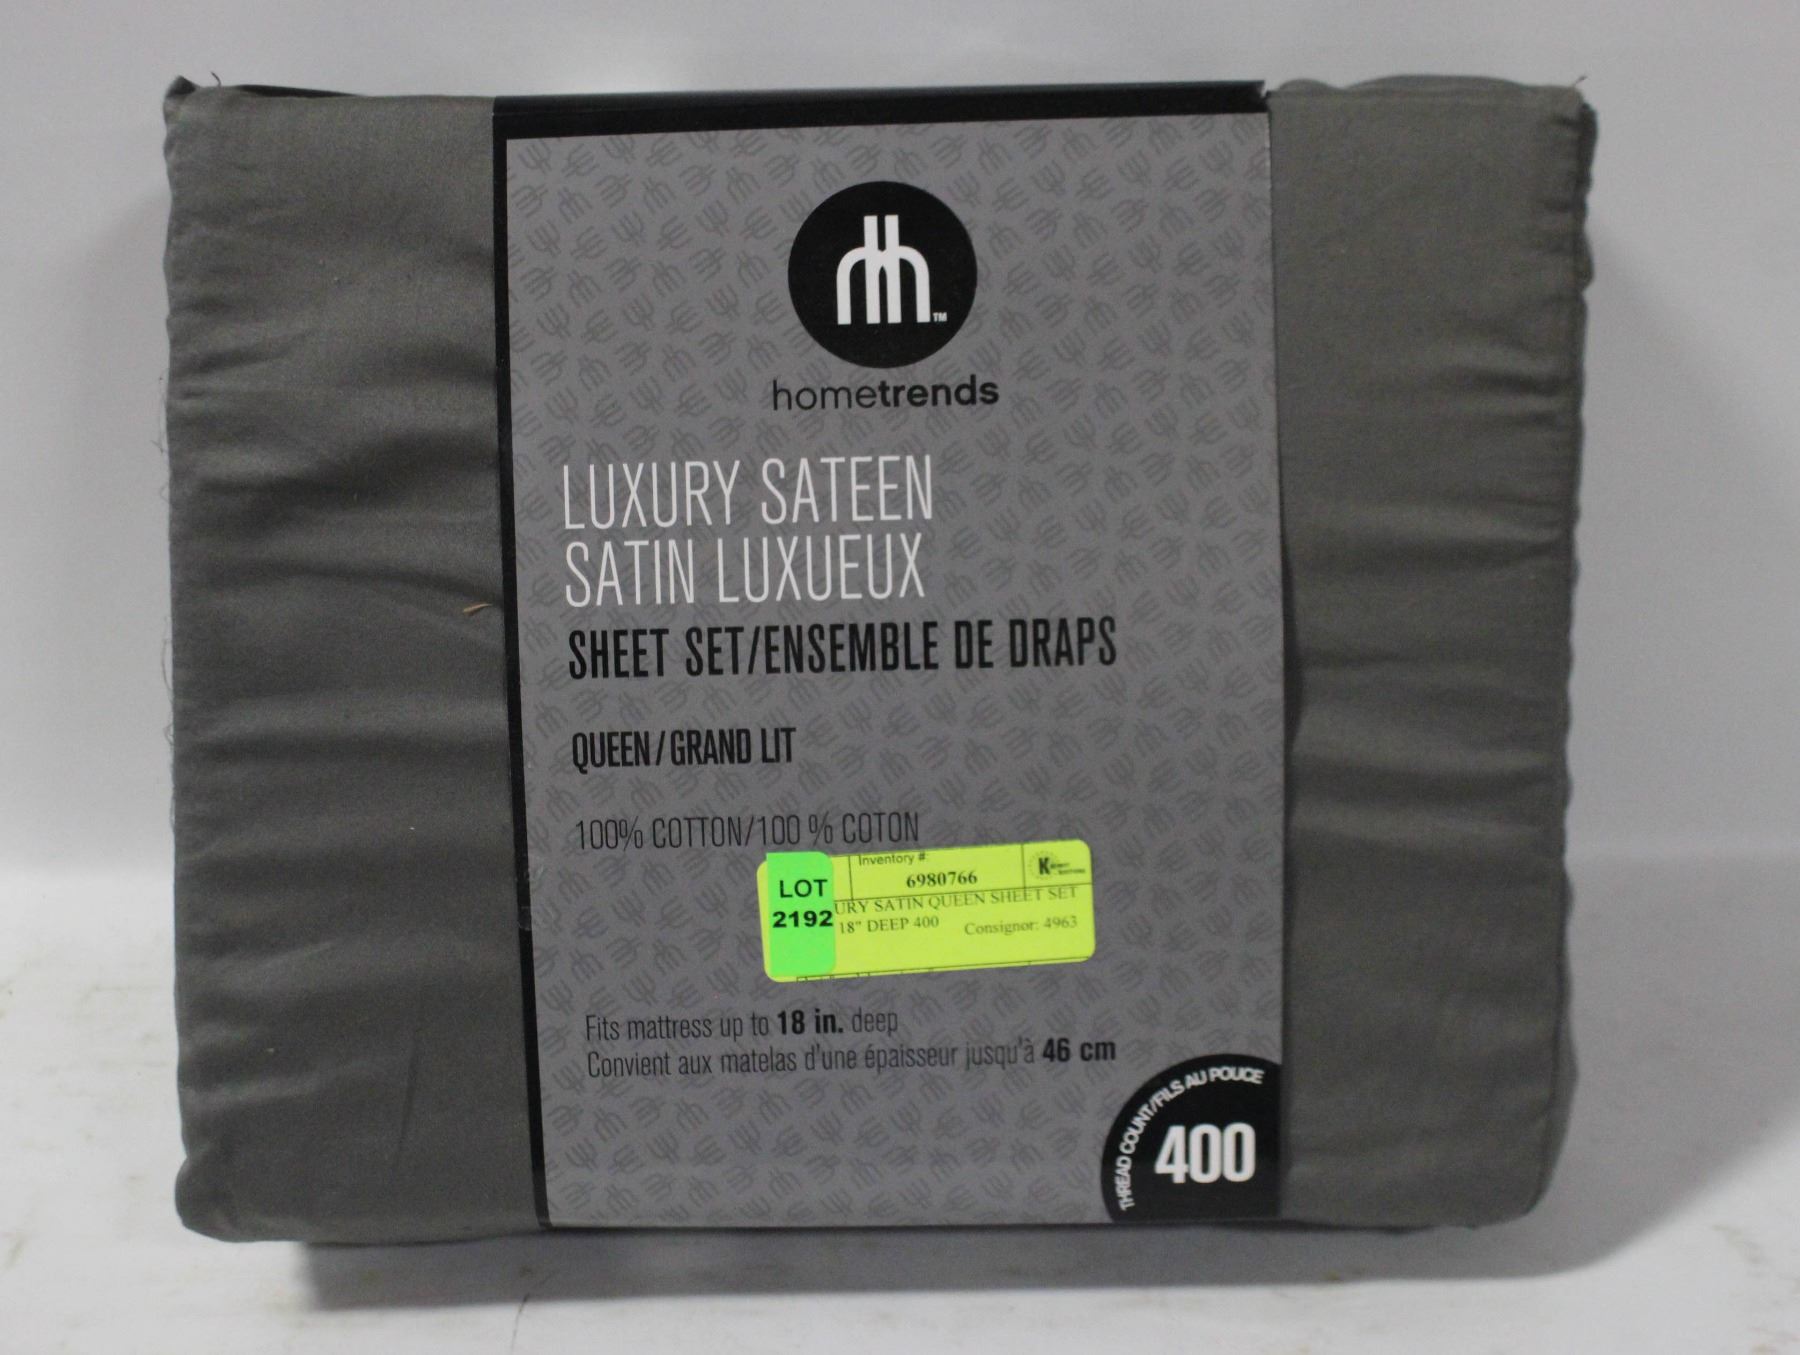 TM
hometrends
LUXURY SATEEN
SATIN LUXUEUX
SHEET SET/ENSEMBLE DE DRAPS
QUEEN/GRAND LIT
100% COTTON/100 % COTON
LOT
2192
Inventory #:
6980766
K
URY SATIN QUEEN SHEET SET
18" DEEP 400 Consignor: 4963
Fits mattress up to 18 in. deep
Convient aux matelas d'une épaisseur jusqu'à 46 cm
THREAD COUNT/FILS AU POUCE
400